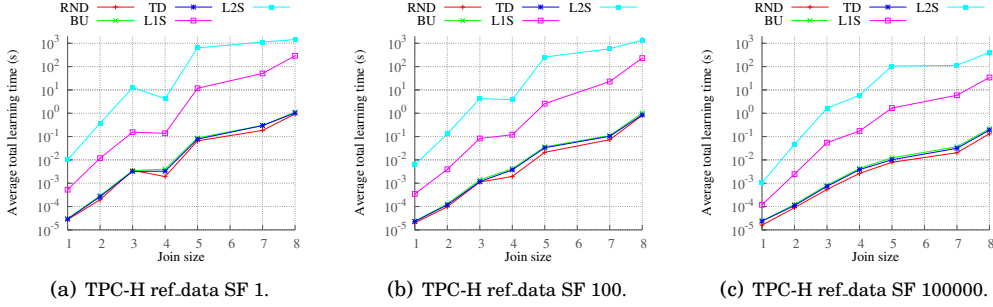 RND TD L2S
BU L1S
Average total learning time (s)
10^3
10^2
10^1
10^0
10^-1
10^-2
10^-3
10^-4
10^-5
1 2 3 4 5 6 7 8
Join size
(a) TPC-H ref_data SF 1.
RND TD L2S
BU L1S
Average total learning time (s)
10^3
10^2
10^1
10^0
10^-1
10^-2
10^-3
10^-4
10^-5
1 2 3 4 5 6 7 8
Join size
(b) TPC-H ref_data SF 100.
RND TD L2S
BU L1S
Average total learning time (s)
10^3
10^2
10^1
10^0
10^-1
10^-2
10^-3
10^-4
10^-5
1 2 3 4 5 6 7 8
Join size
(c) TPC-H ref_data SF 100000.